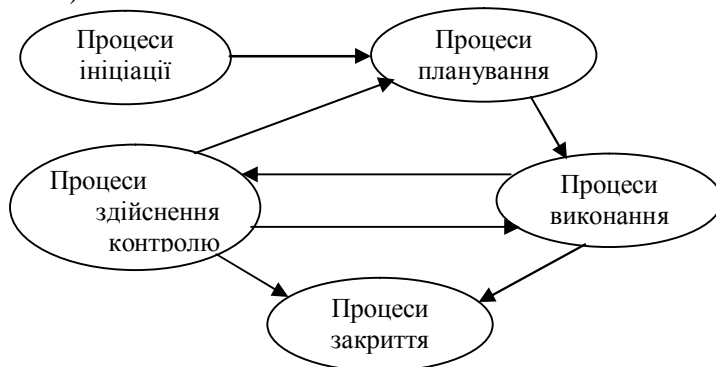 )
Процеси
ініціації
Процеси
планування
Процеси
здійснення
контролю
Процеси
виконання
Процеси
закриття